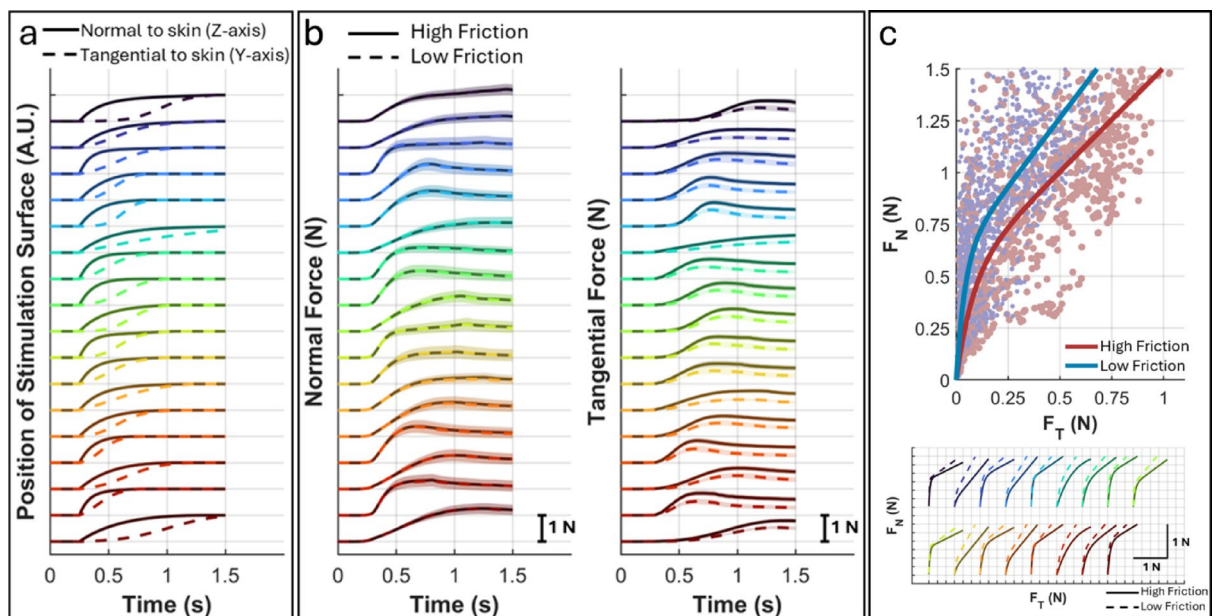 a
Normal to skin (Z-axis)
Tangential to skin (Y-axis)
Position of Stimulation Surface (A.U.)
0
0.5
1
1.5
Time (s)
b
High Friction
Low Friction
Normal Force (N)
0
0.5
1
1.5
Time (s)
1 N
Tangential Force (N)
0
0.5
1
1.5
Time (s)
1 N
c
1.5
1.25
1
0.75
0.5
0.25
0
F_N (N)
High Friction
Low Friction
0
0.25
0.5
0.75
1
F_T (N)
F_N (N)
1 N
1 N
F_T (N)
High Friction
Low Friction